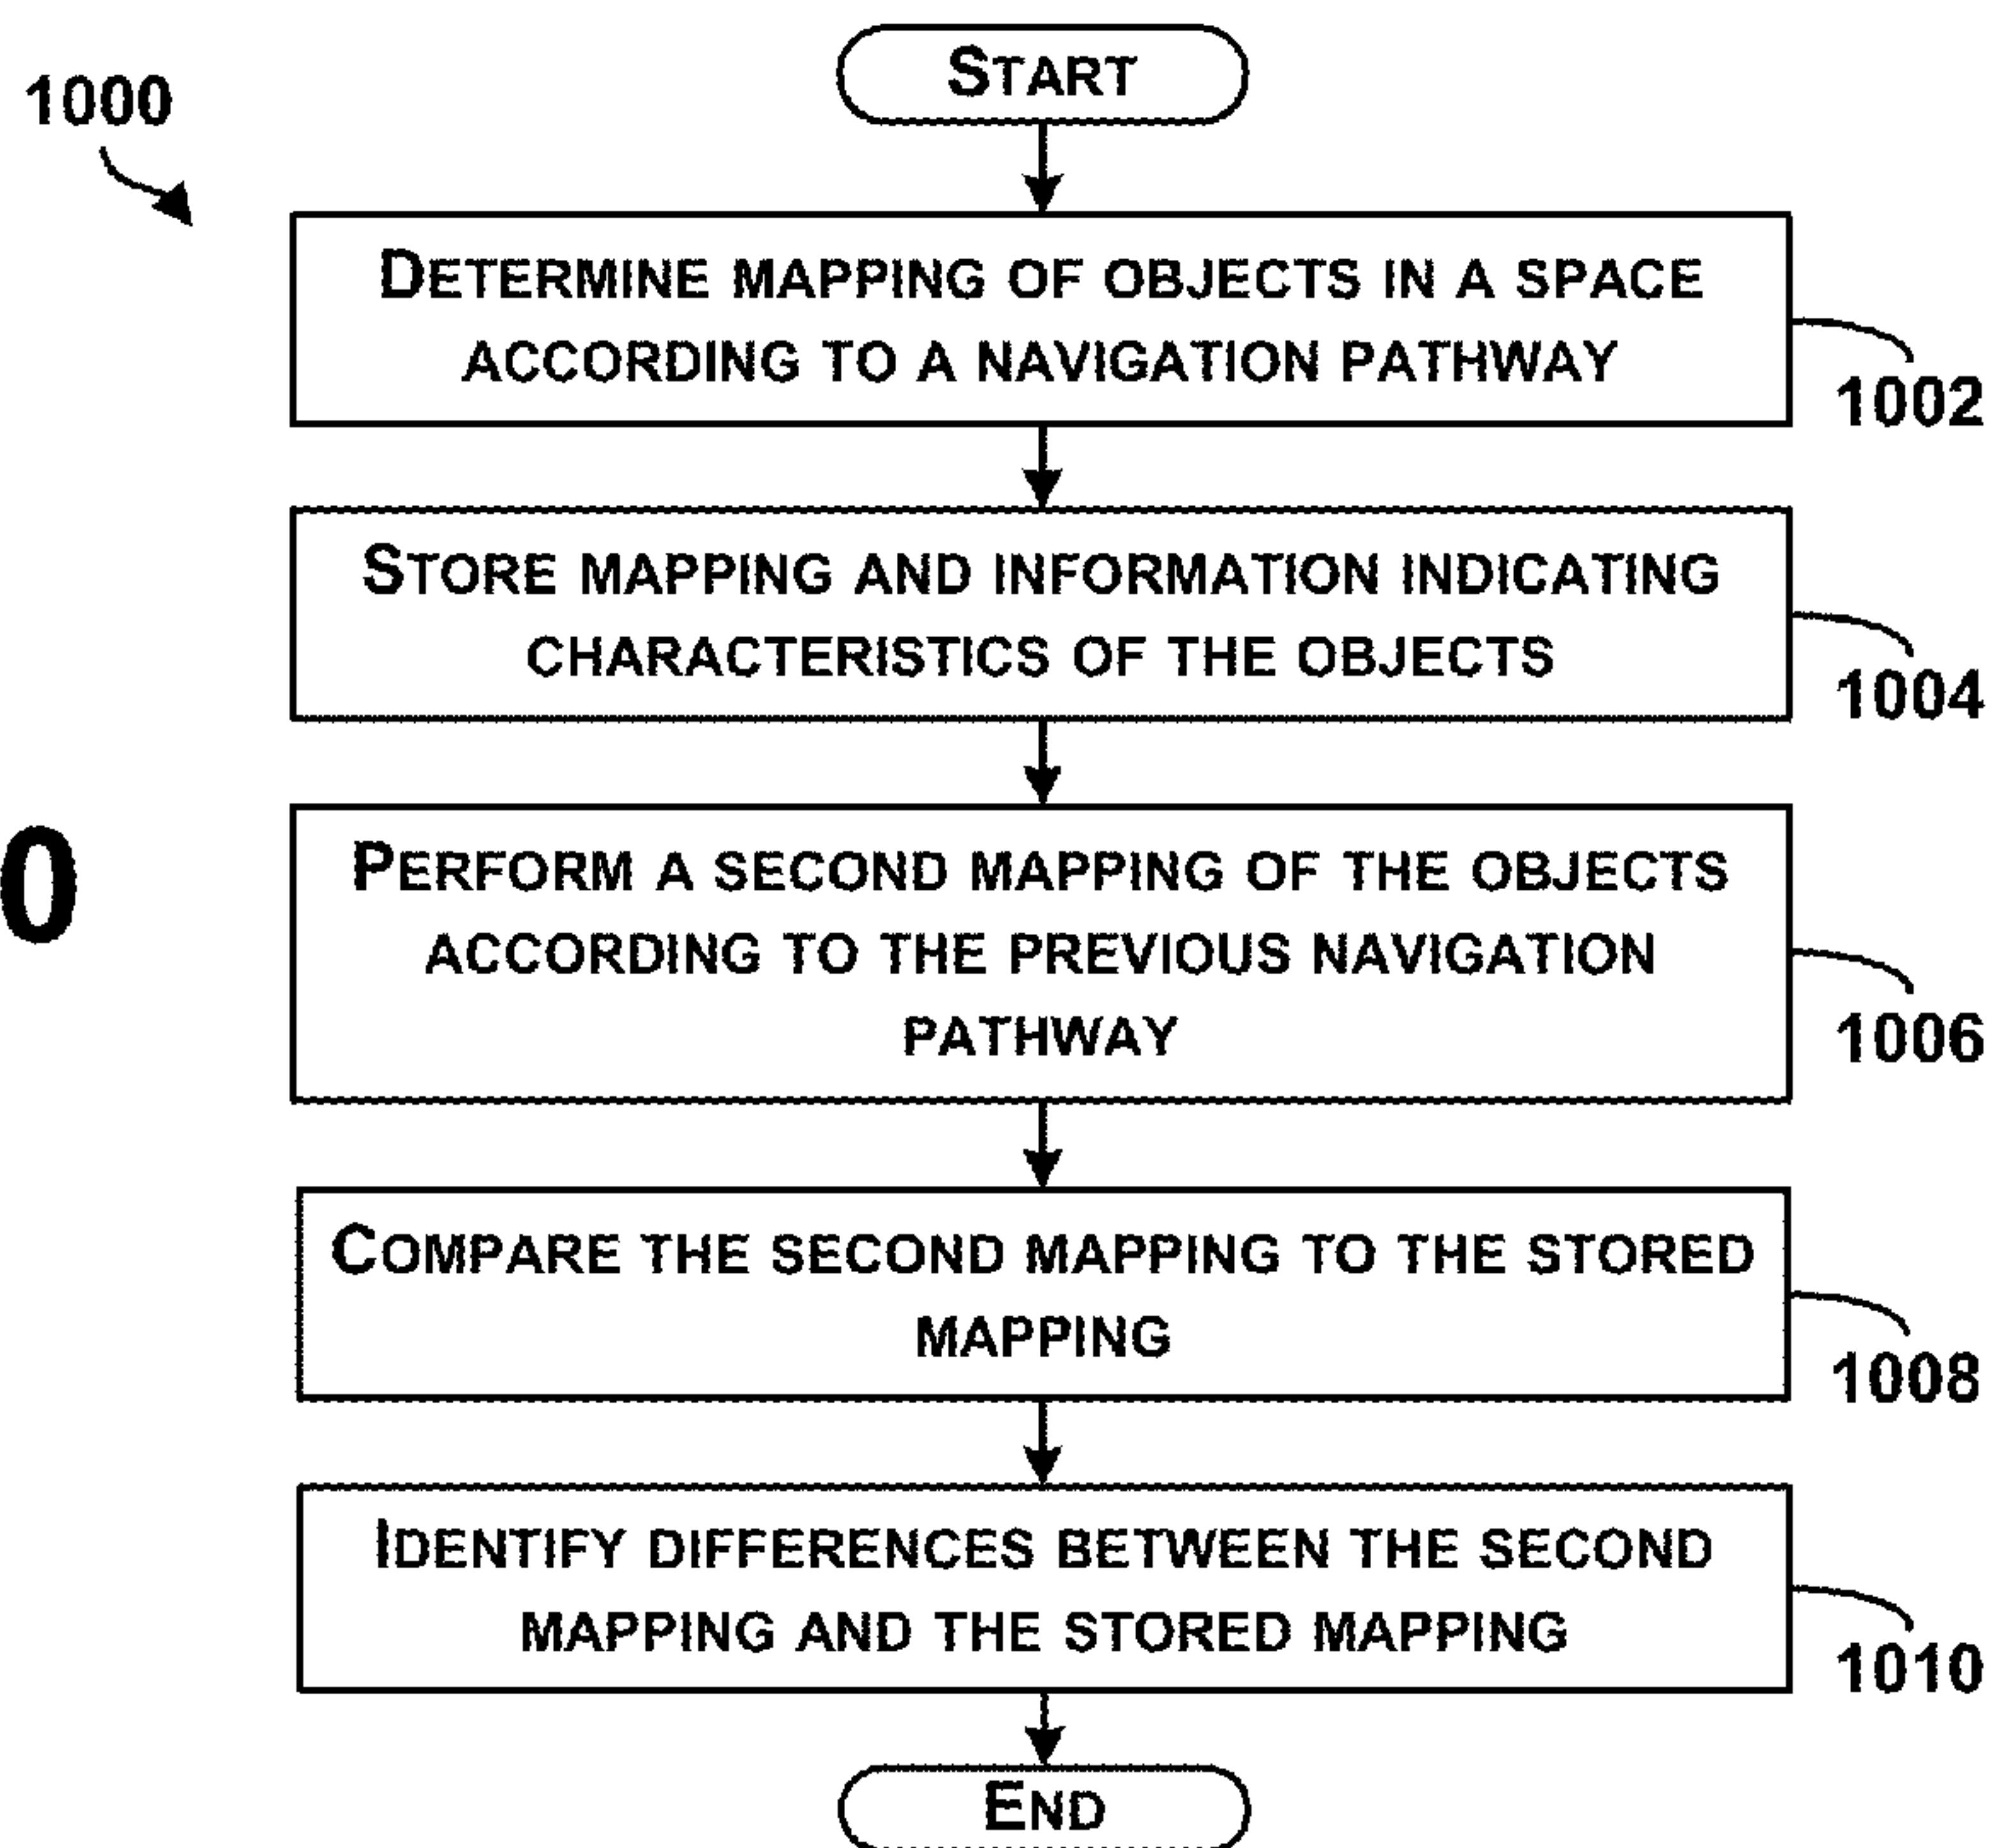 START
1000
DETERMINE MAPPING OF OBJECTS IN A SPACE
ACCORDING TO A NAVIGATION PATHWAY
1002
STORE MAPPING AND INFORMATION INDICATING
CHARACTERISTICS OF THE OBJECTS
1004
0
PERFORM A SECOND MAPPING OF THE OBJECTS
ACCORDING TO THE PREVIOUS NAVIGATION
PATHWAY
1006
COMPARE THE SECOND MAPPING TO THE STORED
MAPPING
1008
IDENTIFY DIFFERENCES BETWEEN THE SECOND
MAPPING AND THE STORED MAPPING
1010
END